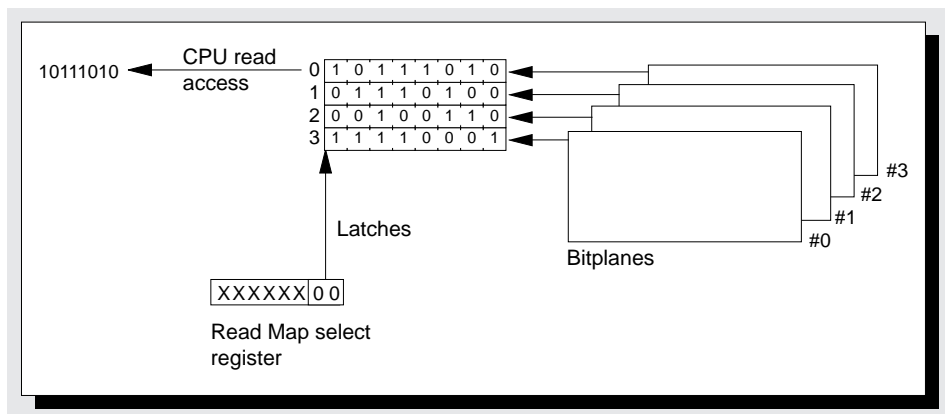 10111010
CPU read
access
0 1 0 1 1 1 0 1 0
1 0 1 1 1 0 1 0 0
2 0 0 1 0 0 1 1 0
3 1 1 1 1 0 0 0 1
#3
#2
#1
#0
Latches
Bitplanes
XXXXXX 0 0
Read Map select
register